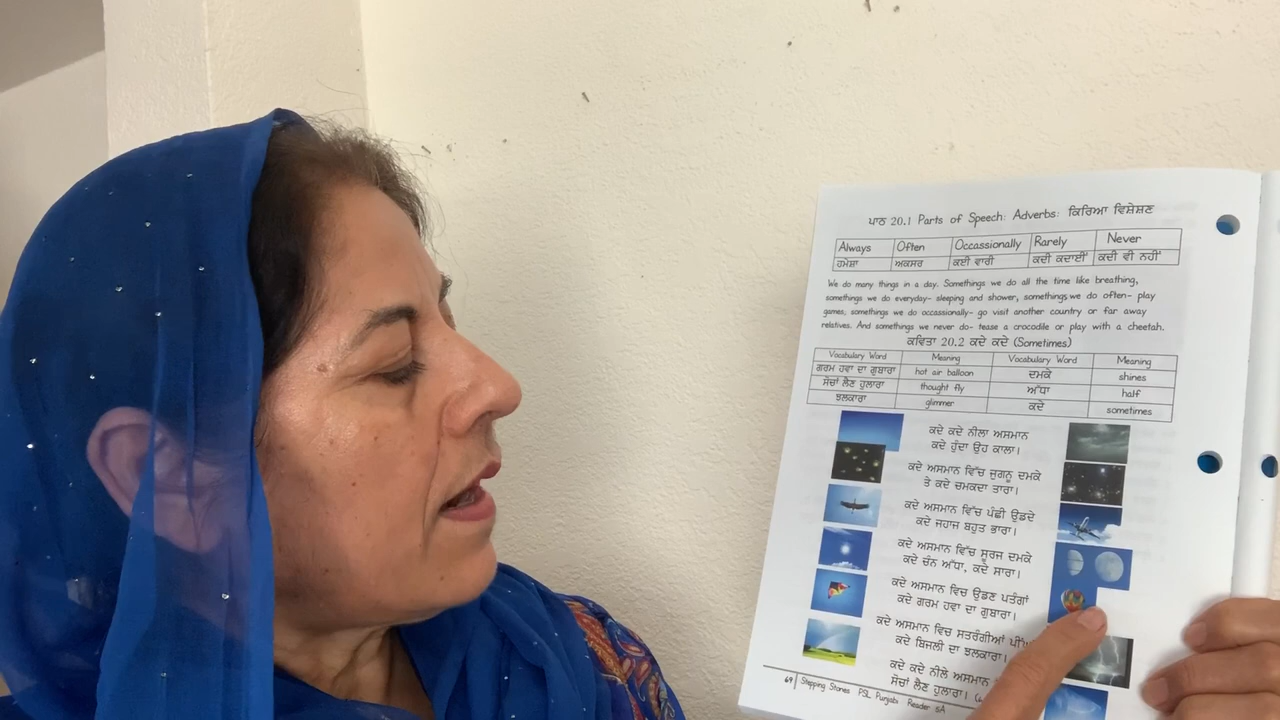 ਪਾਠ 20.1 Parts of Speech: Adverbs: ਕਿਰਿਆ ਵਿਸ਼ੇਸ਼ਣ
Always Often Occassionally Rarely Never
ਹਮੇਸ਼ਾ ਅਕਸਰ ਕਈ ਵਾਰੀ ਕਦੀ ਕਦਾਈਂ ਕਦੀ ਵੀ ਨਹੀਂ
We do many things in a day. Somethings we do all the time like breathing,
somethings we do everyday- sleeping and shower, somethings we do often- play
games, somethings we do occassionally- go visit another country or far away
relatives. And somethings we never do- tease a crocodile or play with a cheetah.
ਕਵਿਤਾ 20.2 ਕਦੇ ਕਦੇ (Sometimes)
Vocabulary Word Meaning Vocabulary Word Meaning
ਗਰਮ ਹਵਾ ਦਾ ਗੁਬਾਰਾ hot air balloon ਦਮਕੇ shines
ਸੋਚਾਂ ਲੈਣ ਹੁਲਾਰਾ thought fly ਅੱਧਾ half
ਝਲਕਾਰਾ glimmer ਕਦੇ sometimes
ਕਦੇ ਕਦੇ ਨੀਲਾ ਅਸਮਾਨ
ਕਦੇ ਹੁੰਦਾ ਉਹ ਕਾਲਾ।
ਕਦੇ ਅਸਮਾਨ ਵਿੱਚ ਜੁਗਨੂ ਦਮਕੇ
ਤੇ ਕਦੇ ਚਮਕਦਾ ਤਾਰਾ।
ਕਦੇ ਅਸਮਾਨ ਵਿੱਚ ਪੰਛੀ ਉਡਦੇ
ਕਦੇ ਜਹਾਜ਼ ਬਹੁਤ ਭਾਰਾ।
ਕਦੇ ਅਸਮਾਨ ਵਿੱਚ ਸੂਰਜ ਦਮਕੇ
ਕਦੇ ਚੰਨ ਅੱਧਾ, ਕਦੇ ਸਾਰਾ।
ਕਦੇ ਅਸਮਾਨ ਵਿਚ ਉਡਣ ਪਤੰਗਾਂ
ਕਦੇ ਗਰਮ ਹਵਾ ਦਾ ਗੁਬਾਰਾ।
ਕਦੇ ਅਸਮਾਨ ਵਿਚ ਸਤਰੰਗੀਆਂ
ਕਦੇ ਬਿਜਲੀ ਦਾ ਝਲਕਾਰਾ।
ਕਦੇ ਕਦੇ ਨੀਲੇ ਅਸਮਾਨ
ਸੋਚਾਂ ਲੈਣ ਹੁਲਾਰਾ।
69 Stepping Stones PSL Punjabi Reader 6A